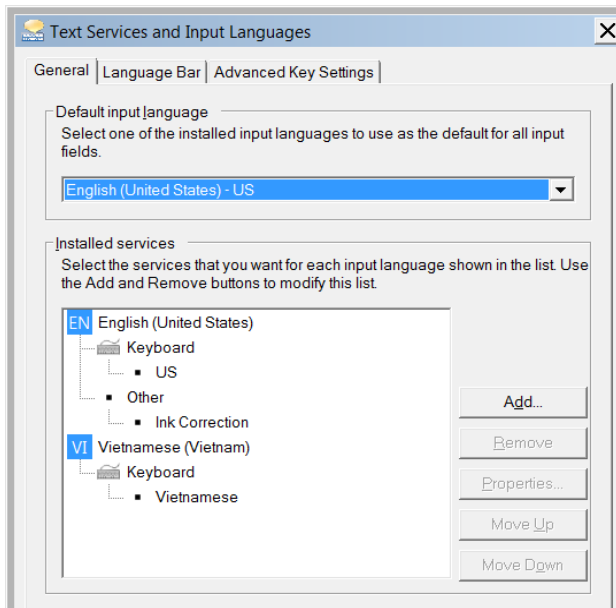 Text Services and Input Languages
General
Language Bar
Advanced Key Settings
Default input language
Select one of the installed input languages to use as the default for all input
fields.
English (United States) - US
Installed services
Select the services that you want for each input language shown in the list. Use
the Add and Remove buttons to modify this list.
EN English (United States)
Keyboard
US
Other
Ink Correction
VI Vietnamese (Vietnam)
Keyboard
Vietnamese
Add...
Remove
Properties...
Move Up
Move Down